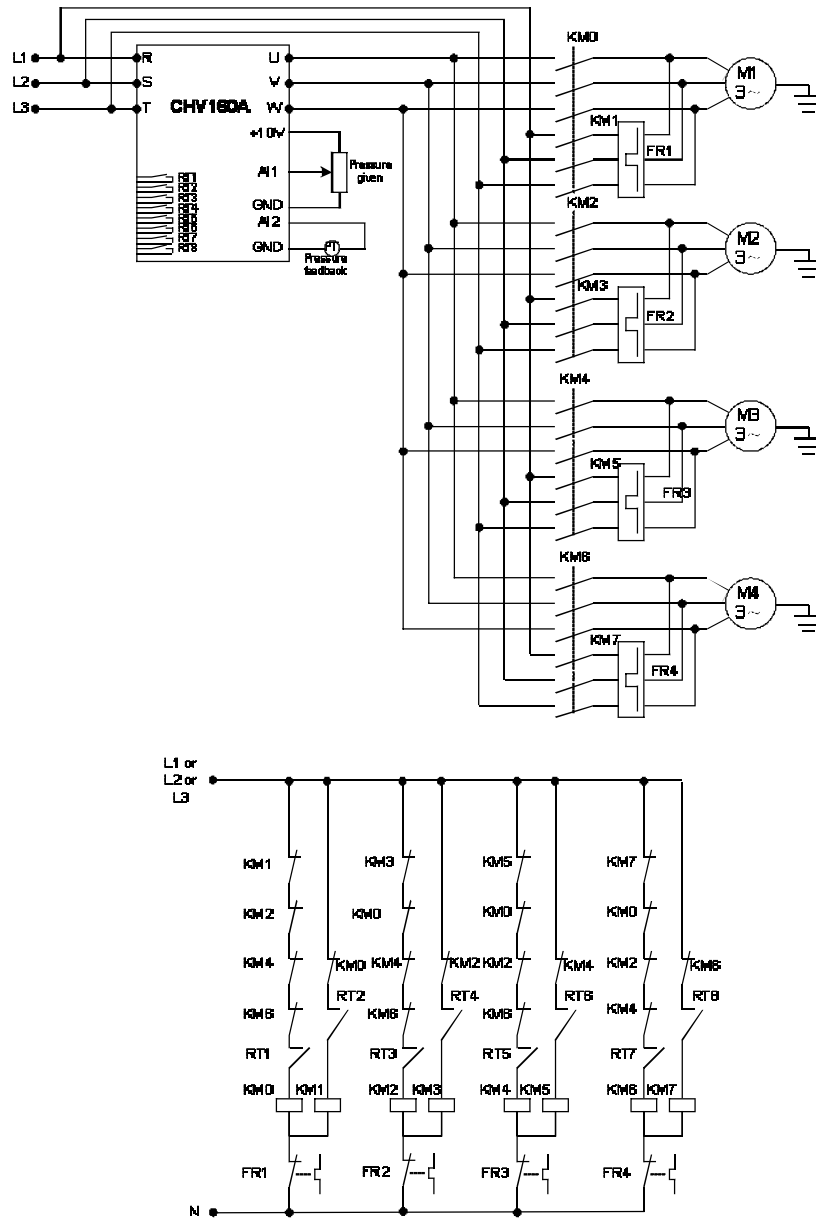 KM0
L1 R U
L2 S V M1
L3 T CHV160A W 3~
+10V KM1
FR1
AI1 Pressure
given
RT1
RT2
RT3
RT4
RT5
RT6
RT7
RT8
GND
AI2 KM2
GND PT M2
Pressure
feedback
3~
KM3
FR2
KM4
M3
3~
KM5
FR3
KM6
M4
3~
KM7
FR4
L1 or
L2 or
L3
KM1 KM3 KM5 KM7
KM2 KM0 KM0 KM0
KM4 KM0 KM4 KM2 KM2 KM4 KM2 KM6
RT2 RT4 RT6 RT8
KM6 KM6 KM6 KM4
RT1 RT3 RT5 RT7
KM0 KM1 KM2 KM3 KM4 KM5 KM6 KM7
FR1 FR2 FR3 FR4
N